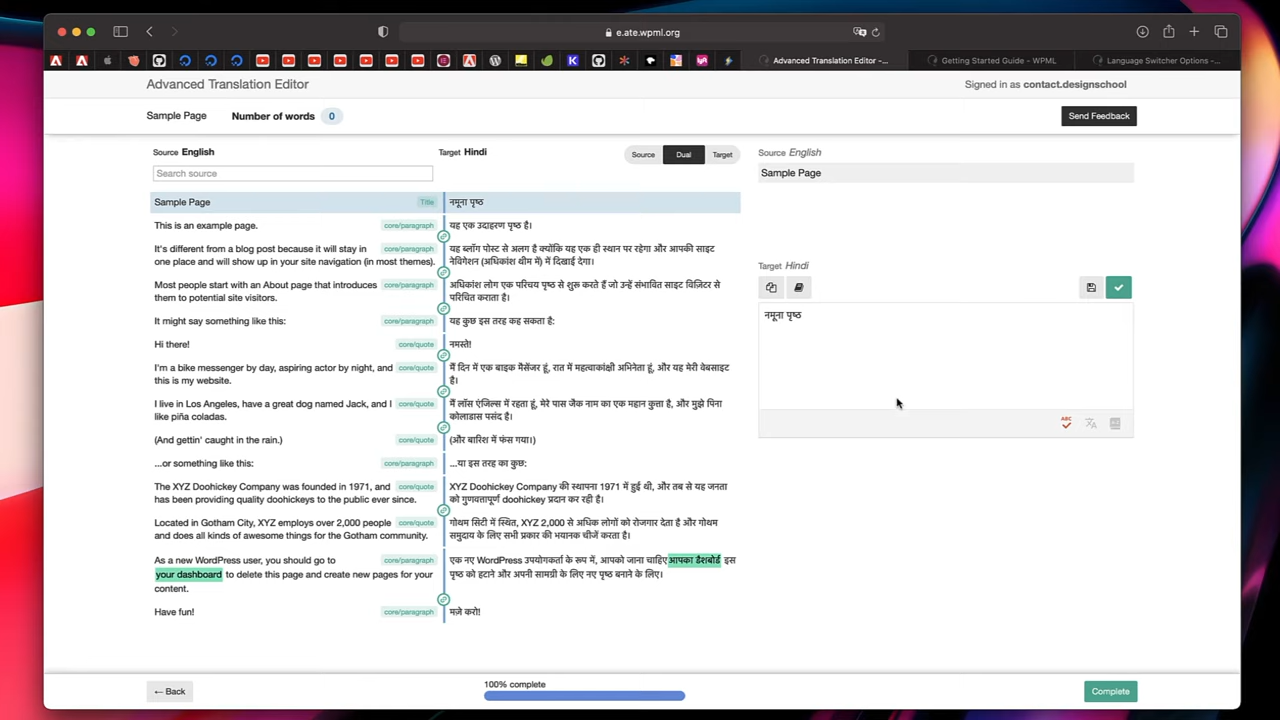 e.ate.wpml.org
Advanced Translation Editor -...
Getting Started Guide - WPML
Language Switcher Options -...
Advanced Translation Editor
Signed in as contact.designschool
Sample Page
Number of words 0
Send Feedback
Source English
Target Hindi
Source
Dual
Target
Search source
Sample Page Title
नमूना पृष्ठ
This is an example page. core/paragraph
यह एक उदाहरण पृष्ठ है।
It's different from a blog post because it will stay in core/paragraph
one place and will show up in your site navigation (in most themes).
यह ब्लॉग पोस्ट से अलग है क्योंकि यह एक ही स्थान पर रहेगा और आपकी साइट
नेविगेशन (अधिकांश थीम में) में दिखाई देगा।
Most people start with an About page that introduces core/paragraph
them to potential site visitors.
अधिकांश लोग एक परिचय पृष्ठ से शुरू करते हैं जो उन्हें संभावित साइट विज़िटर से
परिचित कराता है।
It might say something like this: core/paragraph
यह कुछ इस तरह कह सकता है:
Hi there! core/quote
नमस्ते!
I'm a bike messenger by day, aspiring actor by night, and core/quote
this is my website.
मैं दिन में एक बाइक मैसेंजर हूं, रात में महत्वाकांक्षी अभिनेता हूं, और यह मेरी वेबसाइट
है।
I live in Los Angeles, have a great dog named Jack, and I core/quote
like piña coladas.
मैं लॉस एंजिल्स में रहता हूं, मेरे पास जैक नाम का एक महान कुत्ता है, और मुझे पिना
कोलाडास पसंद है।
(And gettin' caught in the rain.) core/quote
(और बारिश में फंस गया।)
...or something like this: core/paragraph
...या इस तरह का कुछ:
The XYZ Doohickey Company was founded in 1971, and core/quote
has been providing quality doohickeys to the public ever since.
XYZ Doohickey Company की स्थापना 1971 में हुई थी, और तब से यह जनता
को गुणवत्तापूर्ण doohickey प्रदान कर रही है।
Located in Gotham City, XYZ employs over 2,000 people core/quote
and does all kinds of awesome things for the Gotham community.
गोथम सिटी में स्थित, XYZ 2,000 से अधिक लोगों को रोजगार देता है और गोथम
समुदाय के लिए सभी प्रकार की भयानक चीजें करता है।
As a new WordPress user, you should go to core/paragraph
your dashboard to delete this page and create new pages for your
content.
एक नए WordPress उपयोगकर्ता के रूप में, आपको जाना चाहिए आपका डैशबोर्ड इस
पृष्ठ को हटाने और अपनी सामग्री के लिए नए पृष्ठ बनाने के लिए।
Have fun! core/paragraph
मज़े करो!
Source English
Sample Page
Target Hindi
नमूना पृष्ठ
ABC
← Back
100% complete
Complete